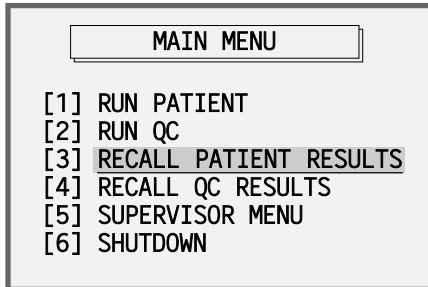 MAIN MENU
[1] RUN PATIENT
[2] RUN QC
[3] RECALL PATIENT RESULTS
[4] RECALL QC RESULTS
[5] SUPERVISOR MENU
[6] SHUTDOWN